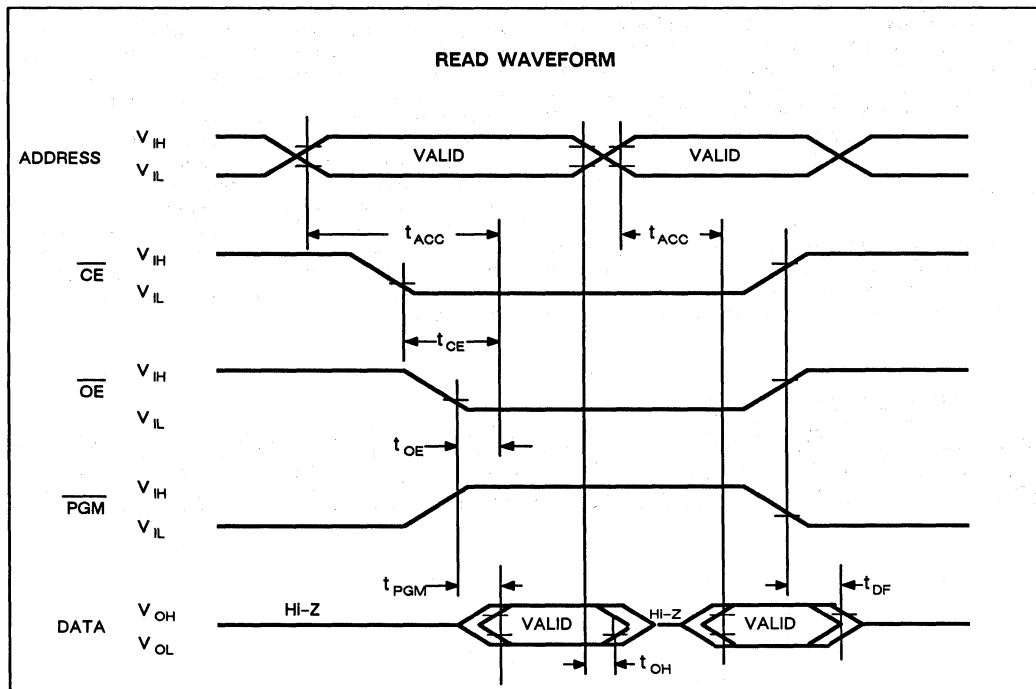 READ WAVEFORM
ADDRESS
V IH
V IL
VALID
VALID
t ACC
t ACC
CE
V IH
V IL
t CE
OE
V IH
V IL
t OE
PGM
V IH
V IL
t PGM
t DF
DATA
V OH
V OL
Hi-Z
VALID
Hi-Z
VALID
t OH